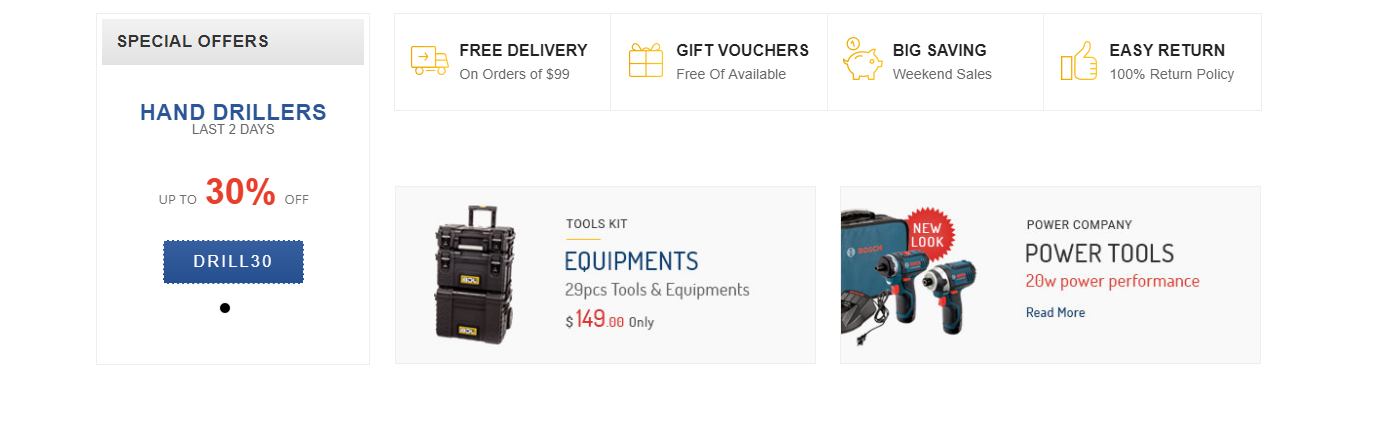 SPECIAL OFFERS
HAND DRILLERS
LAST 2 DAYS
UP TO 30% OFF
DRILL30
FREE DELIVERY
On Orders of $99
GIFT VOUCHERS
Free Of Available
BIG SAVING
Weekend Sales
EASY RETURN
100% Return Policy
TOOLS KIT
EQUIPMENTS
29pcs Tools & Equipments
$149.00 Only
BOSCH
NEW
LOOK
POWER COMPANY
POWER TOOLS
20w power performance
Read More